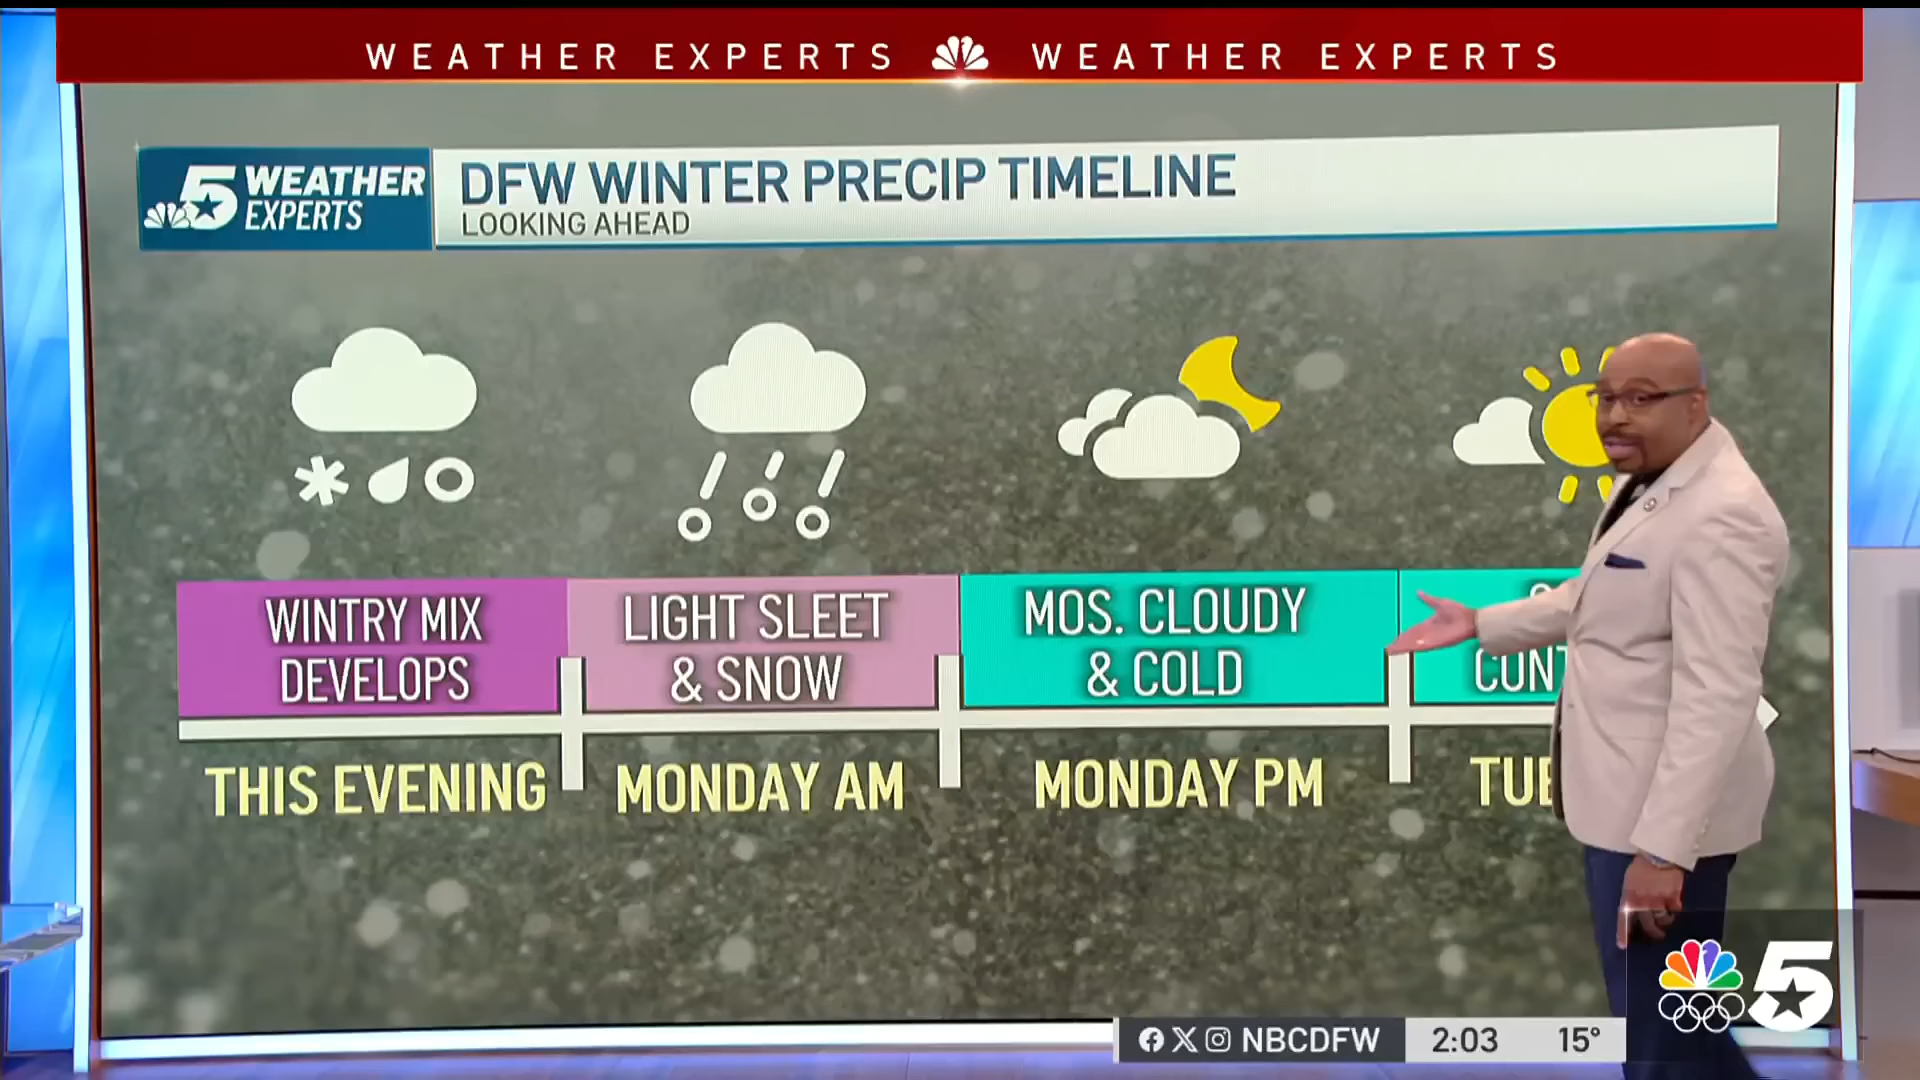 WEATHER EXPERTS WEATHER EXPERTS
5 WEATHER EXPERTS
DFW WINTER PRECIP TIMELINE
LOOKING AHEAD
WINTRY MIX
DEVELOPS
LIGHT SLEET
& SNOW
MOS. CLOUDY
& COLD
THIS EVENING
MONDAY AM
MONDAY PM
5
NBCDFW 2:03 15°